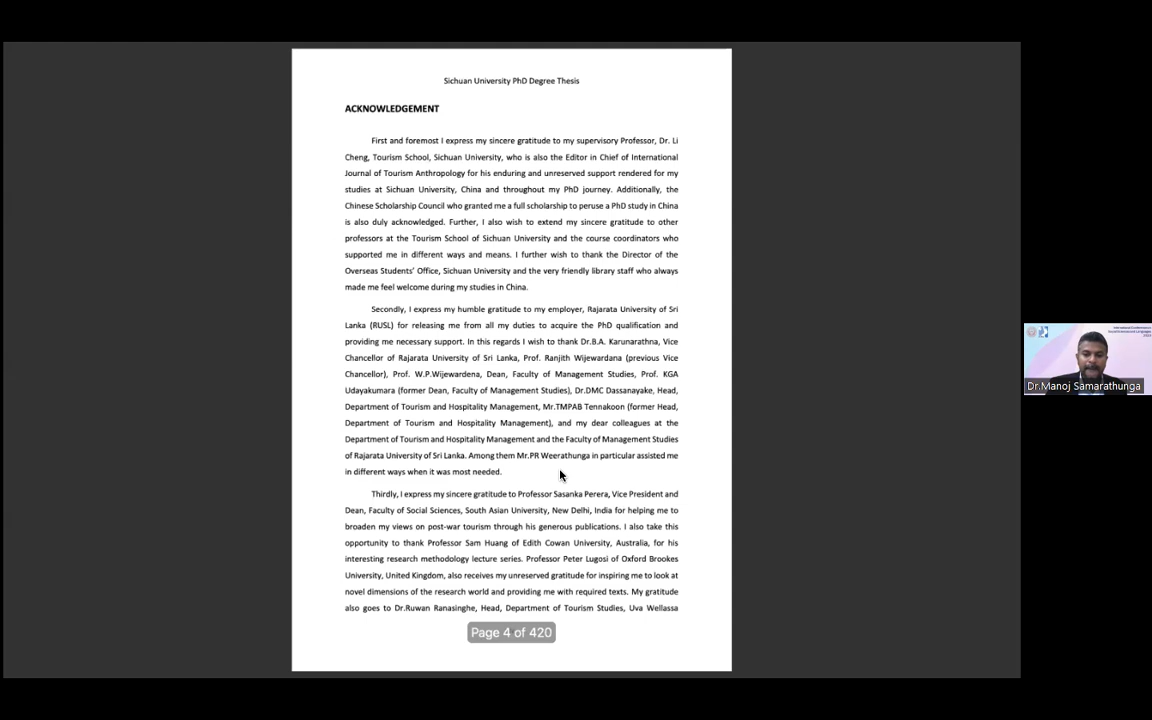 Sichuan University PhD Degree Thesis
ACKNOWLEDGEMENT
First and foremost I express my sincere gratitude to my supervisory Professor, Dr. Li
Cheng, Tourism School, Sichuan University, who is also the Editor in Chief of International
Journal of Tourism Anthropology for his enduring and unreserved support rendered for my
studies at Sichuan University, China and throughout my PhD journey. Additionally, the
Chinese Scholarship Council who granted me a full scholarship to peruse a PhD study in China
is also duly acknowledged. Further, I also wish to extend my sincere gratitude to other
professors at the Tourism School of Sichuan University and the course coordinators who
supported me in different ways and means. I further wish to thank the Director of the
Overseas Students' Office, Sichuan University and the very friendly library staff who always
made me feel welcome during my studies in China.
Secondly, I express my humble gratitude to my employer, Rajarata University of Sri
Lanka (RUSL) for releasing me from all my duties to acquire the PhD qualification and
providing me necessary support. In this regards I wish to thank Dr.B.A. Karunarathna, Vice
Chancellor of Rajarata University of Sri Lanka, Prof. Ranjith Wijewardana (previous Vice
Chancellor), Prof. W.P.Wijewardena, Dean, Faculty of Management Studies, Prof. KGA
Udayakumara (former Dean, Faculty of Management Studies), Dr.DMC Dassanayake, Head,
Department of Tourism and Hospitality Management, Mr.TMPAB Tennakoon (former Head,
Department of Tourism and Hospitality Management), and my dear colleagues at the
Department of Tourism and Hospitality Management and the Faculty of Management Studies
of Rajarata University of Sri Lanka. Among them Mr.PR Weerathunga in particular assisted me
in different ways when it was most needed.
Thirdly, I express my sincere gratitude to Professor Sasanka Perera, Vice President and
Dean, Faculty of Social Sciences, South Asian University, New Delhi, India for helping me to
broaden my views on post-war tourism through his generous publications. I also take this
opportunity to thank Professor Sam Huang of Edith Cowan University, Australia, for his
interesting research methodology lecture series. Professor Peter Lugosi of Oxford Brookes
University, United Kingdom, also receives my unreserved gratitude for inspiring me to look at
novel dimensions of the research world and providing me with required texts. My gratitude
also goes to Dr.Ruwan Ranasinghe, Head, Department of Tourism Studies, Uva Wellassa
Page 4 of 420
Dr.Manoj Samarathunga